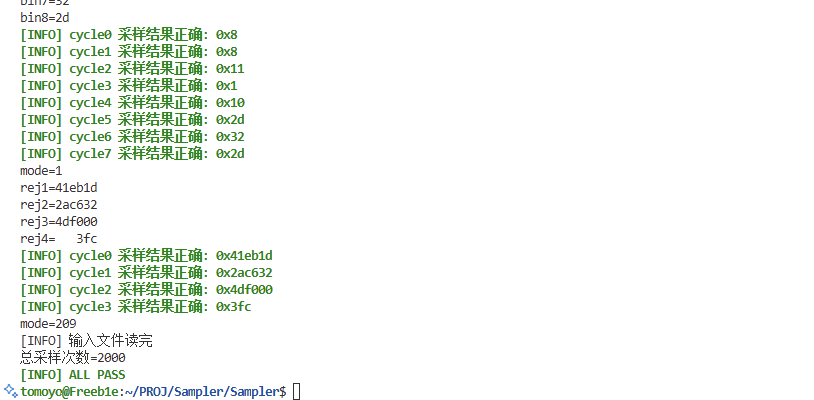 bin7=32
bin8=2d
[INFO] cycle0 采样结果正确: 0x8
[INFO] cycle1 采样结果正确: 0x8
[INFO] cycle2 采样结果正确: 0x11
[INFO] cycle3 采样结果正确: 0x1
[INFO] cycle4 采样结果正确: 0x10
[INFO] cycle5 采样结果正确: 0x2d
[INFO] cycle6 采样结果正确: 0x32
[INFO] cycle7 采样结果正确: 0x2d
mode=1
rej1=41eb1d
rej2=2ac632
rej3=4df000
rej4=   3fc
[INFO] cycle0 采样结果正确: 0x41eb1d
[INFO] cycle1 采样结果正确: 0x2ac632
[INFO] cycle2 采样结果正确: 0x4df000
[INFO] cycle3 采样结果正确: 0x3fc
mode=209
[INFO] 输入文件读完
总采样次数=2000
[INFO] ALL PASS
tomoyo@Freeb1e:~/PROJ/Sampler/Sampler$